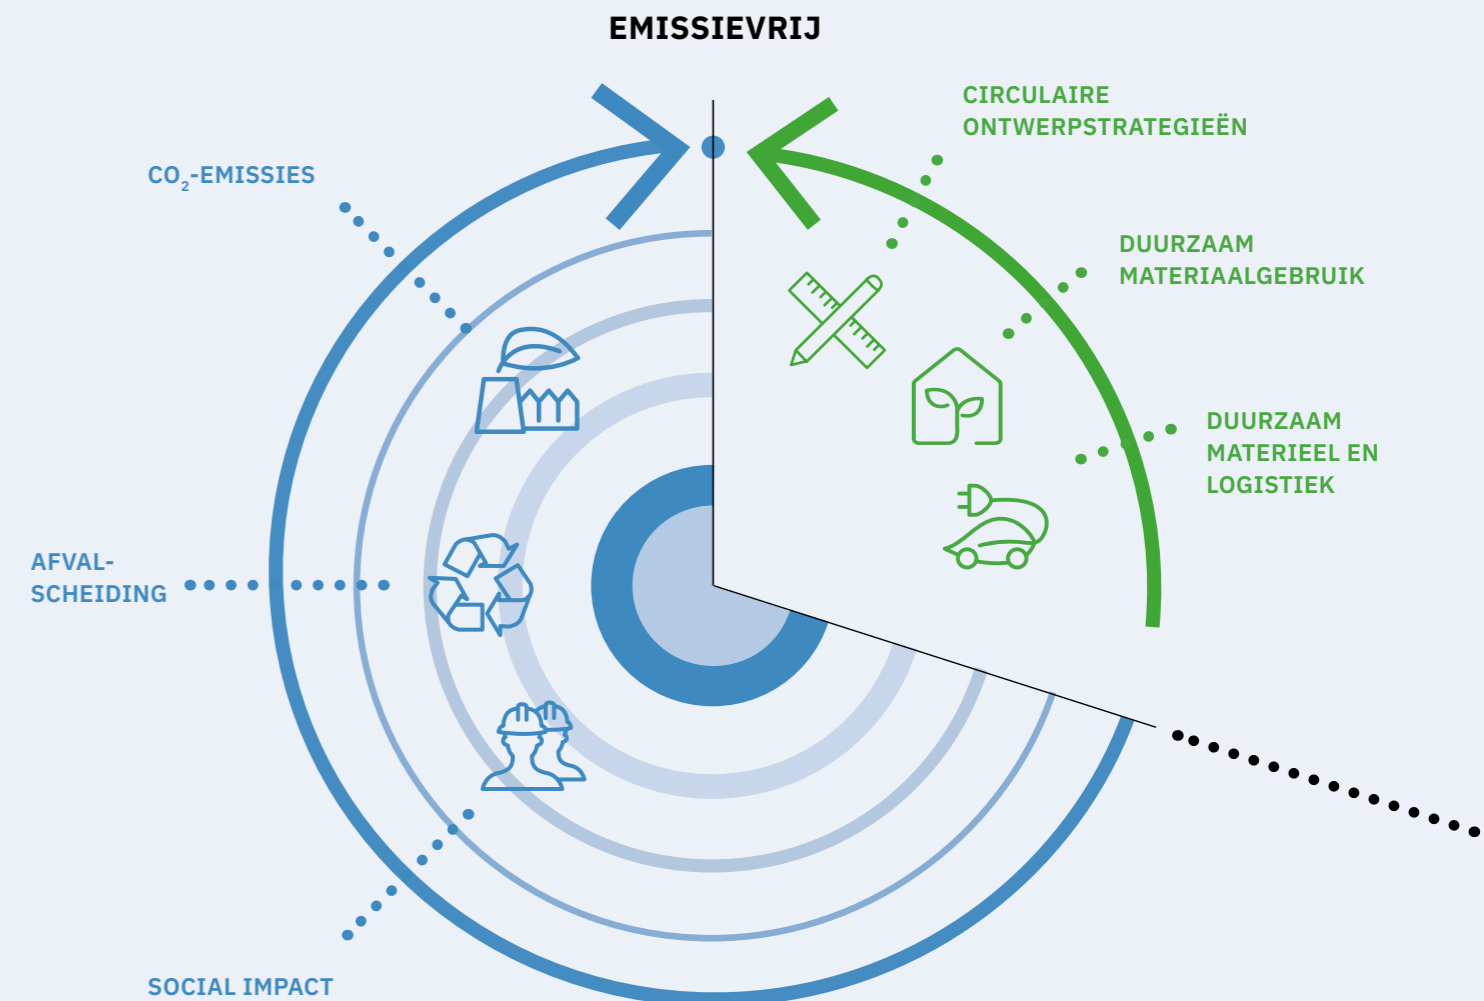 EMISSIEVRIJ
CIRCULAIRE
ONTWERPSTRATEGIEËN
CO₂-EMISSIES
DUURZAAM
MATERIAALGEBRUIK
DUURZAAM
MATERIEEL EN
LOGISTIEK
AFVAL-
SCHEIDING
SOCIAL IMPACT